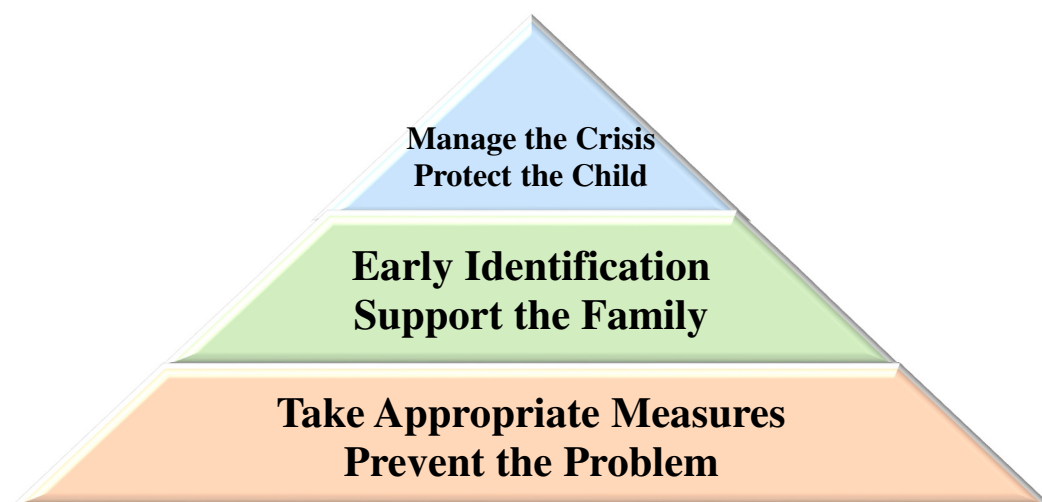 Manage the Crisis
Protect the Child
Early Identification
Support the Family
Take Appropriate Measures
Prevent the Problem